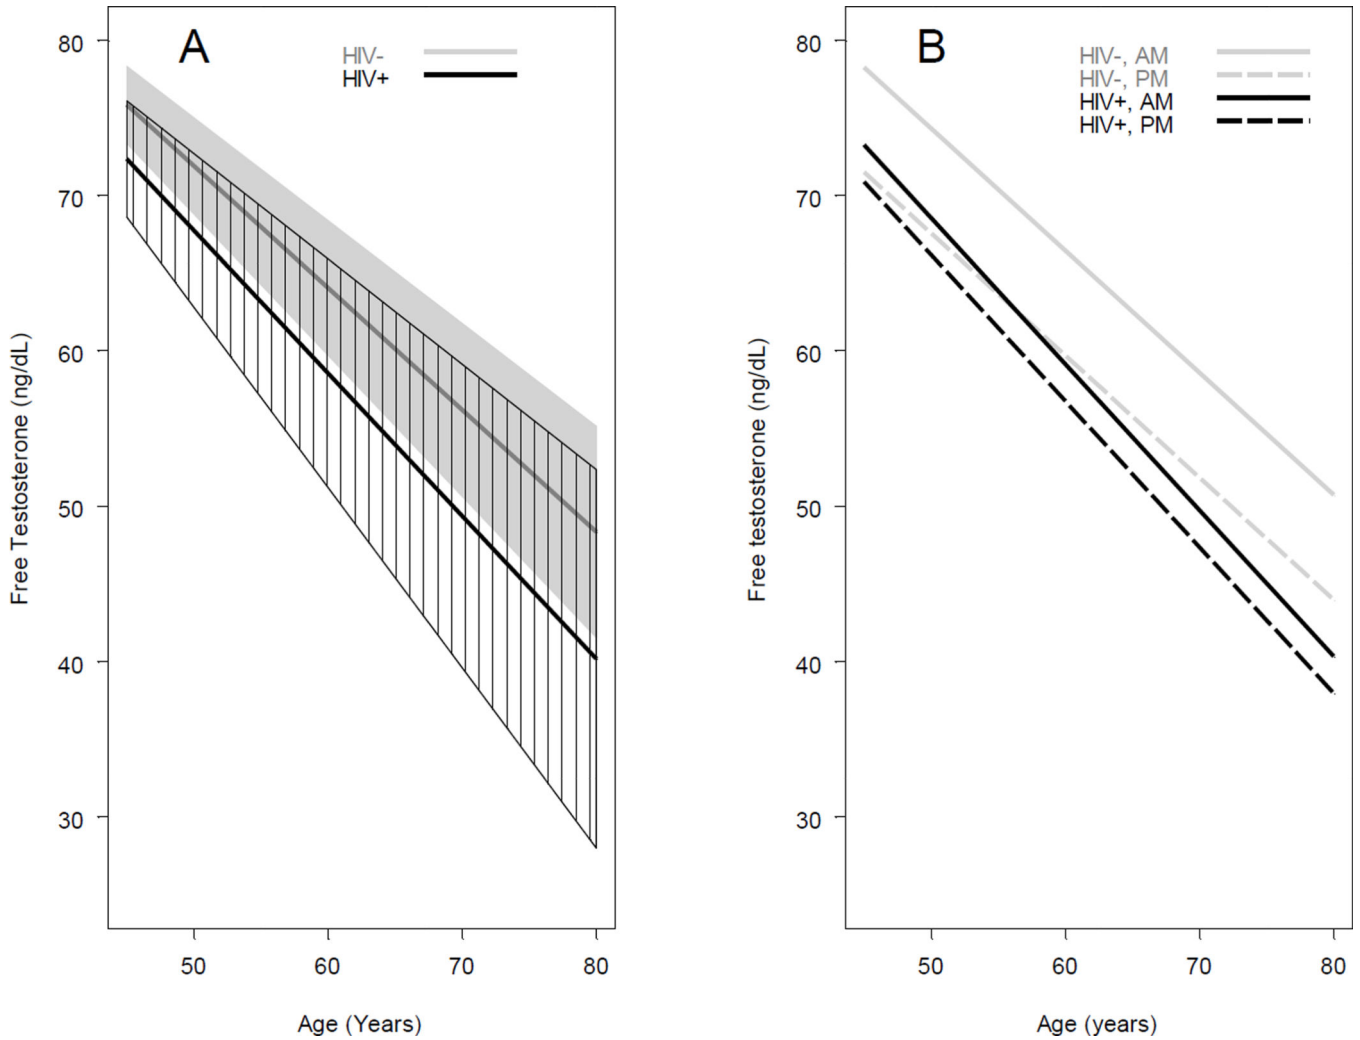 A
HIV-
HIV+
80
70
60
50
40
30
Free Testosterone (ng/dL)
50 60 70 80
Age (Years)
B
HIV-, AM
HIV-, PM
HIV+, AM
HIV+, PM
80
70
60
50
40
30
Free testosterone (ng/dL)
50 60 70 80
Age (years)